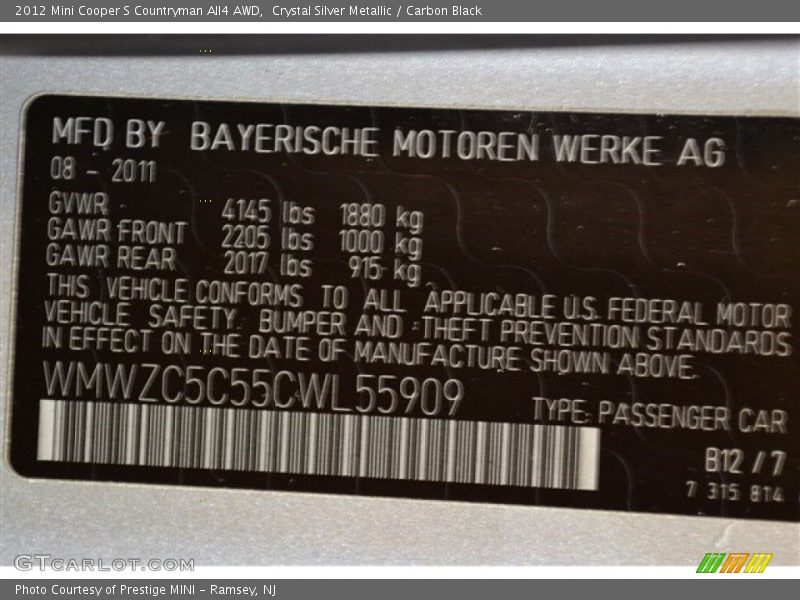 2012 Mini Cooper S Countryman All4 AWD,  Crystal Silver Metallic / Carbon Black
MFD BY BAYERISCHE MOTOREN WERKE AG
08 - 2011
GVWR 4145 lbs 1880 kg
GAWR FRONT 2205 lbs 1000 kg
GAWR REAR 2017 lbs 915 kg
THIS VEHICLE CONFORMS TO ALL APPLICABLE U.S. FEDERAL MOTOR
VEHICLE SAFETY, BUMPER AND THEFT PREVENTION STANDARDS
IN EFFECT ON THE DATE OF MANUFACTURE SHOWN ABOVE.
WMWZC5C55CWL55909
TYPE: PASSENGER CAR
B12 / 7
7 315 814
GTCarLot.com
Photo Courtesy of Prestige MINI - Ramsey, NJ